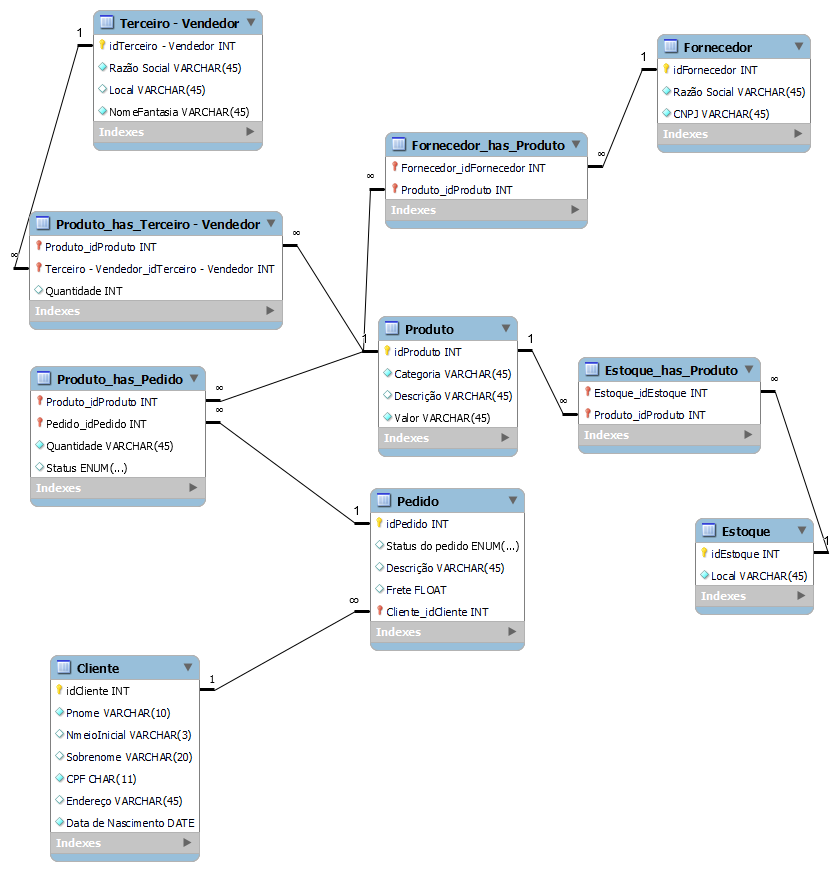 Terceiro - Vendedor
idTerceiro - Vendedor INT
Razão Social VARCHAR(45)
Local VARCHAR(45)
NomeFantasia VARCHAR(45)
Indexes
1
∞
Fornecedor
idFornecedor INT
Razão Social VARCHAR(45)
CNPJ VARCHAR(45)
Indexes
1
∞
Fornecedor_has_Produto
Fornecedor_idFornecedor INT
Produto_idProduto INT
Indexes
∞
Produto_has_Terceiro - Vendedor
Produto_idProduto INT
Terceiro - Vendedor_idTerceiro - Vendedor INT
Quantidade INT
Indexes
∞
1
Produto
idProduto INT
Categoria VARCHAR(45)
Descrição VARCHAR(45)
Valor VARCHAR(45)
Indexes
1
∞
Estoque_has_Produto
Estoque_idEstoque INT
Produto_idProduto INT
Indexes
∞
1
Produto_has_Pedido
Produto_idProduto INT
Pedido_idPedido INT
Quantidade VARCHAR(45)
Status ENUM(...)
Indexes
∞
∞
1
Pedido
idPedido INT
Status do pedido ENUM(...)
Descrição VARCHAR(45)
Frete FLOAT
Cliente_idCliente INT
Indexes
∞
1
Estoque
idEstoque INT
Local VARCHAR(45)
Indexes
Cliente
idCliente INT
Pnome VARCHAR(10)
NmeioInicial VARCHAR(3)
Sobrenome VARCHAR(20)
CPF CHAR(11)
Endereço VARCHAR(45)
Data de Nascimento DATE
Indexes